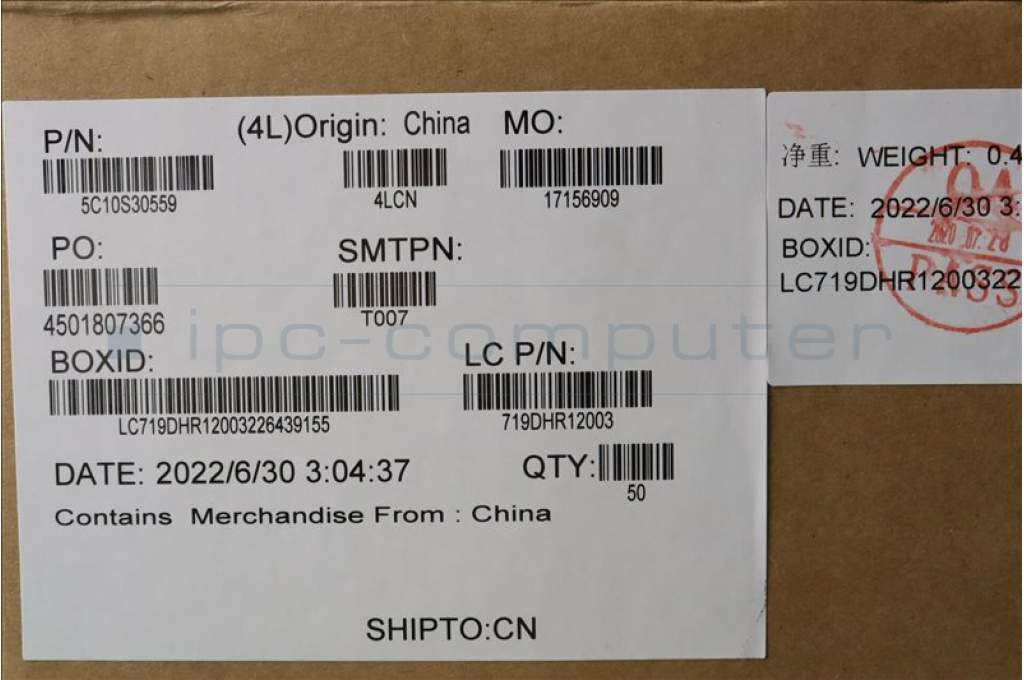 P/N:
(4L)Origin: China
MO:
5C10S30559
4LCN
17156909
PO:
SMTPN:
4501807366
T007
BOXID:
LC P/N:
LC719DHR12003226439155
719DHR12003
DATE: 2022/6/30 3:04:37
QTY:
50
Contains Merchandise From : China
SHIPTO:CN
净重: WEIGHT: 0.4
DATE: 2022/6/30 3:
BOXID:
LC719DHR1200322
QA
PASS
ipc-computer